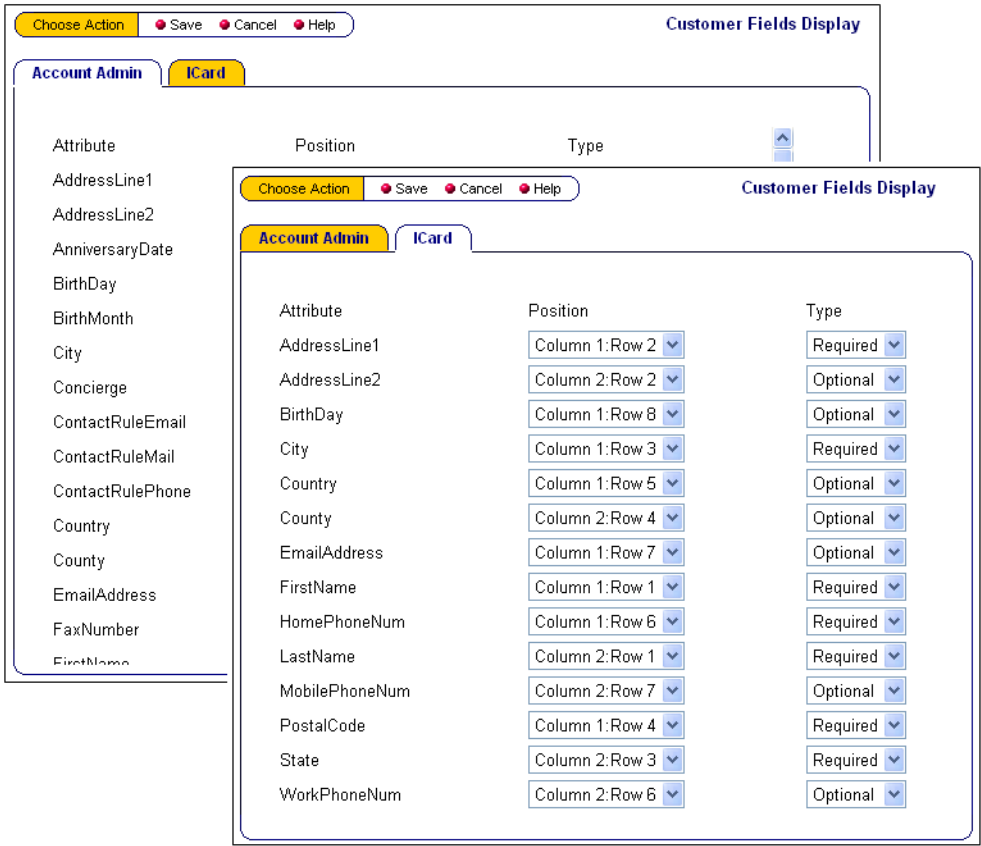 Choose Action Save Cancel Help Customer Fields Display
Account Admin ICard
Attribute Position Type
AddressLine1
AddressLine2
AnniversaryDate
BirthDay
BirthMonth
City
Concierge
ContactRuleEmail
ContactRuleMail
ContactRulePhone
Country
County
EmailAddress
FaxNumber
FirstName
Choose Action Save Cancel Help Customer Fields Display
Account Admin ICard
Attribute Position Type
AddressLine1 Column 1:Row 2 Required
AddressLine2 Column 2:Row 2 Optional
BirthDay Column 1:Row 8 Optional
City Column 1:Row 3 Required
Country Column 1:Row 5 Optional
County Column 2:Row 4 Optional
EmailAddress Column 1:Row 7 Optional
FirstName Column 1:Row 1 Required
HomePhoneNum Column 1:Row 6 Required
LastName Column 2:Row 1 Required
MobilePhoneNum Column 2:Row 7 Optional
PostalCode Column 1:Row 4 Required
State Column 2:Row 3 Required
WorkPhoneNum Column 2:Row 6 Optional